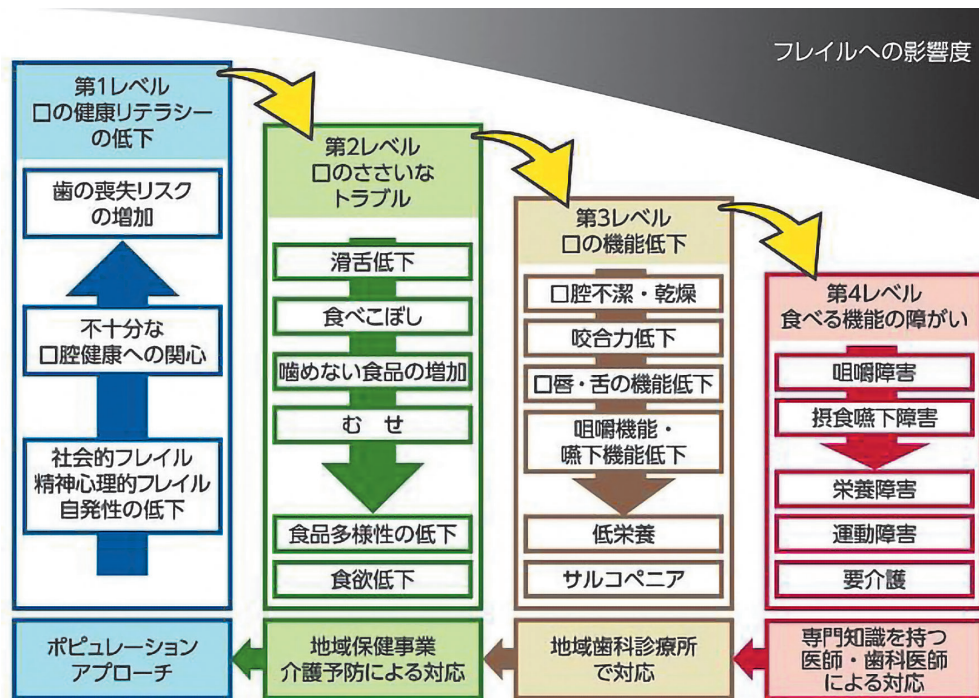 フレイルへの影響度
第1レベル
口の健康リテラシー
の低下
歯の喪失リスク
の増加
不十分な
口腔健康への関心
社会的フレイル
精神心理的フレイル
自発性の低下
ポピュレーション
アプローチ
第2レベル
口のささいな
トラブル
滑舌低下
食べこぼし
噛めない食品の増加
むせ
食品多様性の低下
食欲低下
地域保健事業
介護予防による対応
第3レベル
口の機能低下
口腔不潔・乾燥
咬合力低下
口唇・舌の機能低下
咀嚼機能・
嚥下機能低下
低栄養
サルコペニア
地域歯科診療所
で対応
第4レベル
食べる機能の障がい
咀嚼障害
摂食嚥下障害
栄養障害
運動障害
要介護
専門知識を持つ
医師・歯科医師
による対応